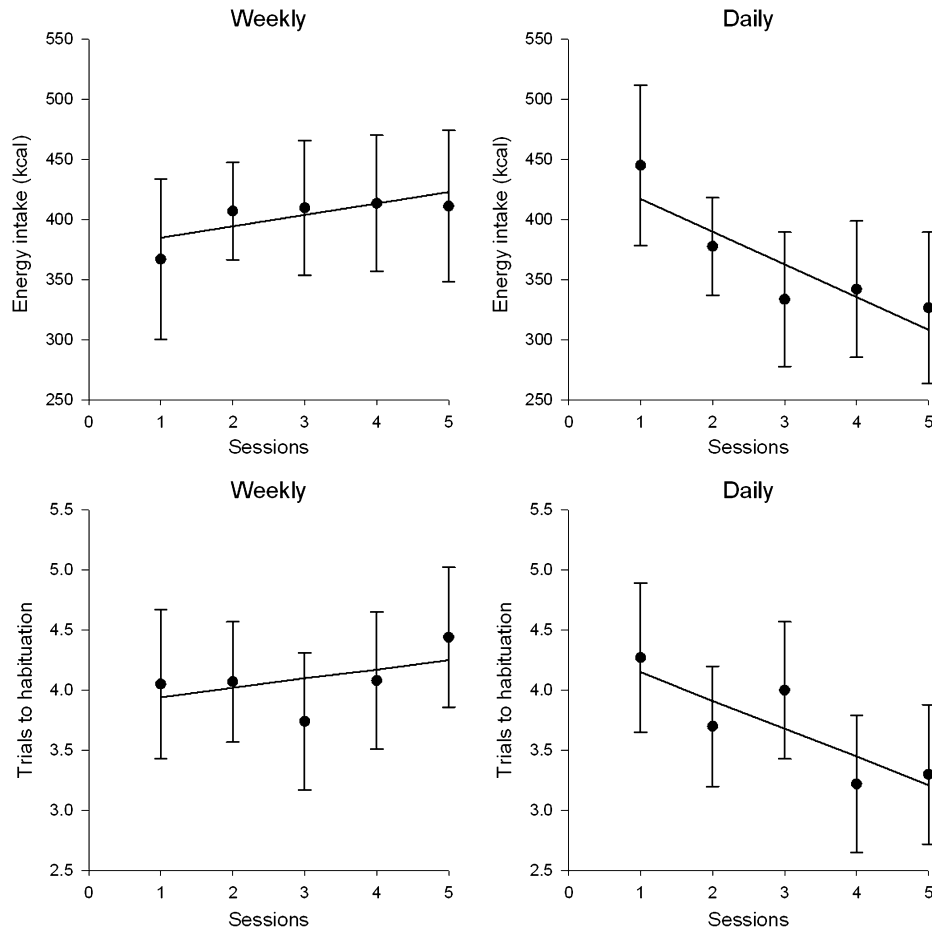 Weekly
Energy intake (kcal)
550
500
450
400
350
300
250
0 1 2 3 4 5
Sessions
Daily
Energy intake (kcal)
550
500
450
400
350
300
250
0 1 2 3 4 5
Sessions
Weekly
Trials to habituation
5.5
5.0
4.5
4.0
3.5
3.0
2.5
0 1 2 3 4 5
Sessions
Daily
Trials to habituation
5.5
5.0
4.5
4.0
3.5
3.0
2.5
0 1 2 3 4 5
Sessions